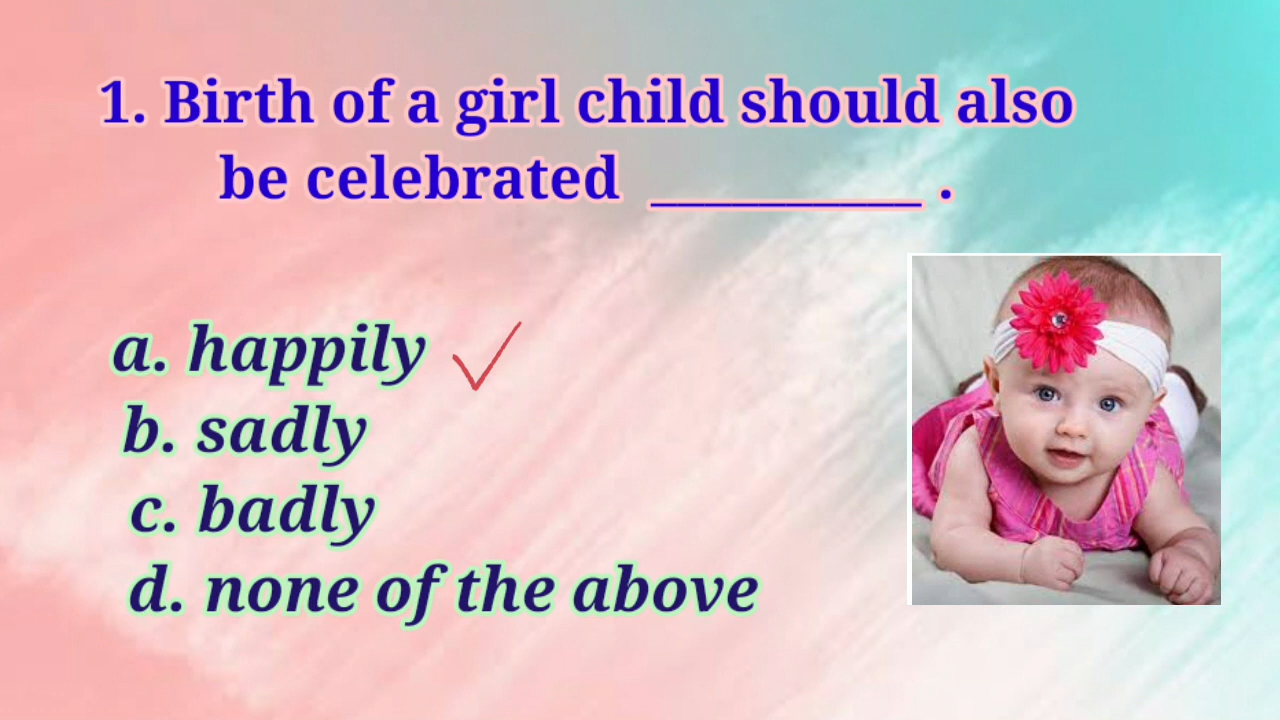 1. Birth of a girl child should also
be celebrated __________ .
a. happily
b. sadly
c. badly
d. none of the above